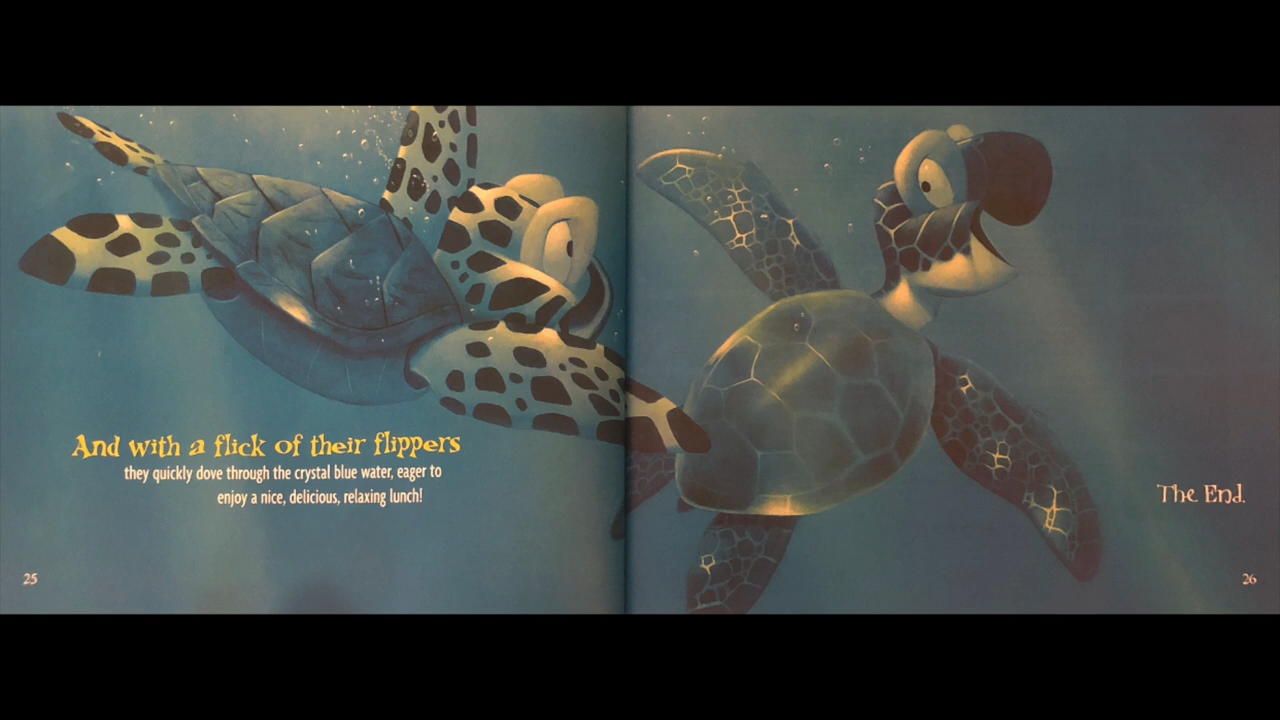 And with a flick of their flippers
they quickly dove through the crystal blue water, eager to
enjoy a nice, delicious, relaxing lunch!
25
The End.
26